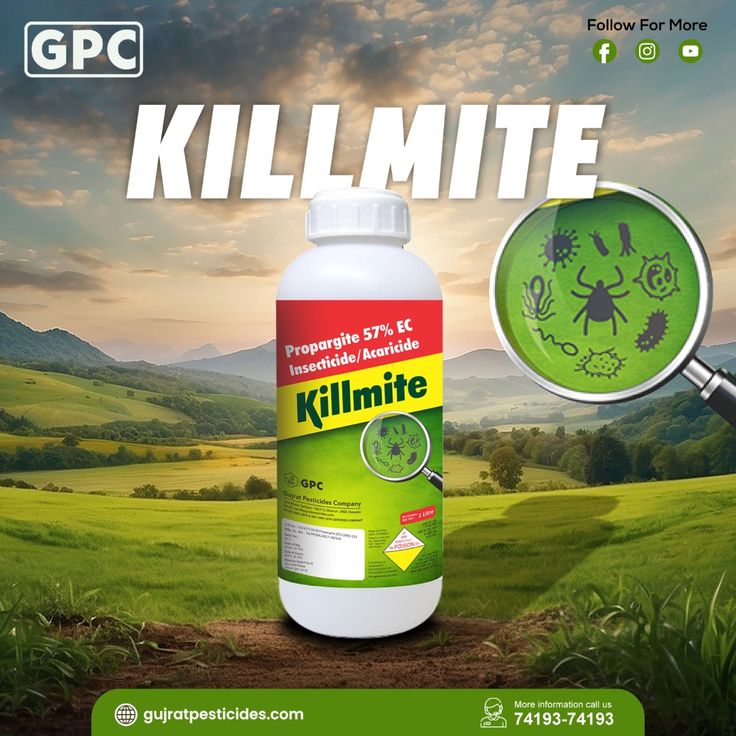 GPC
Follow For More
KILLMITE
Propargite 57% EC
Insecticide/Acaricide
Killmite
GPC
Gujrat Pesticides Company
1 Litre
POISON
gujratpesticides.com
More information call us
74193-74193